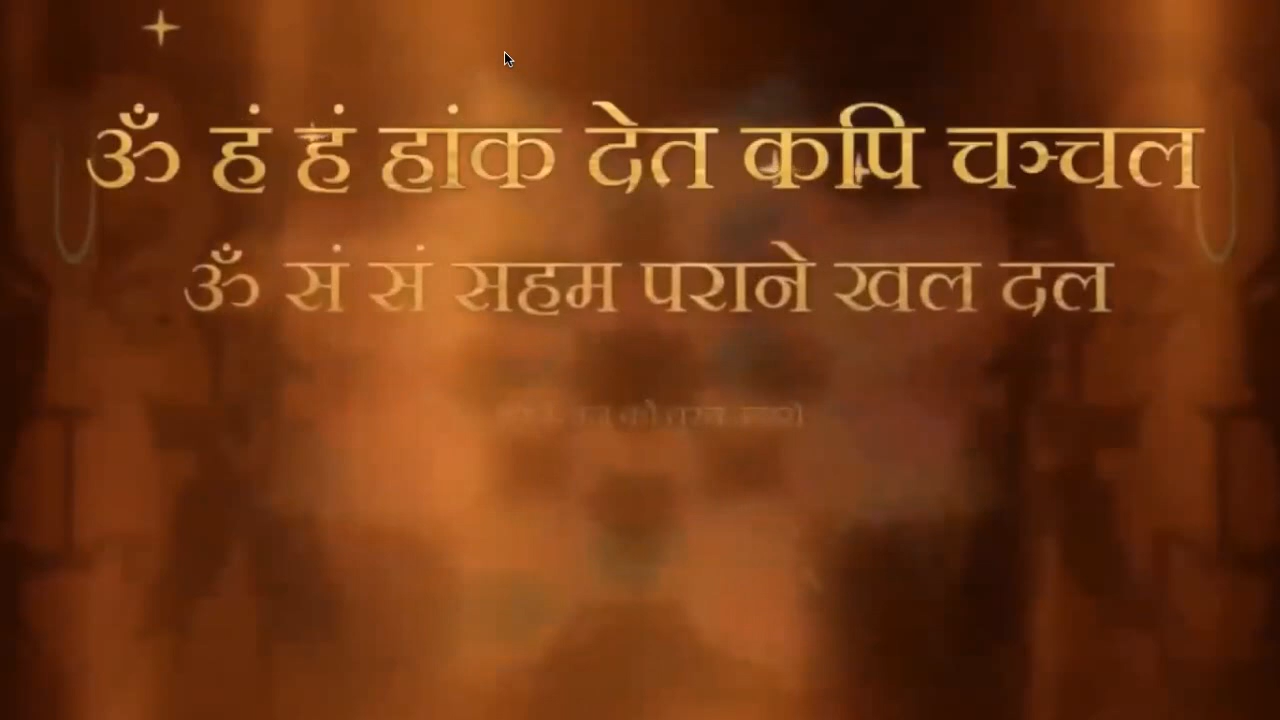 ॐ हं हं हांक देत कपि चञ्चल
ॐ सं सं सहम पराने खल दल